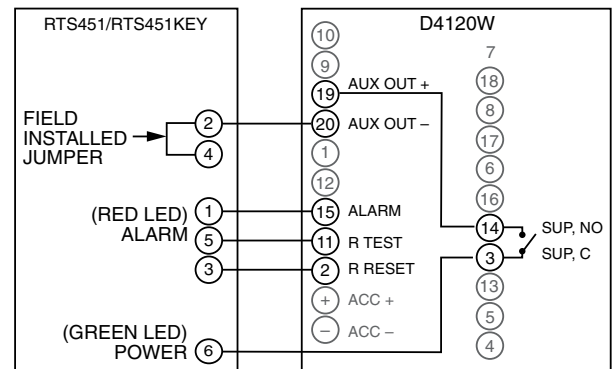 RTS451/RTS451KEY
D4120W
FIELD
INSTALLED
JUMPER
2
4
(RED LED)
ALARM
1
5
3
(GREEN LED)
POWER
6
10
9
19 AUX OUT +
20 AUX OUT –
1
12
15 ALARM
11 R TEST
2 R RESET
+ ACC +
– ACC –
7
18
8
17
6
16
14 SUP, NO
3 SUP, C
13
5
4